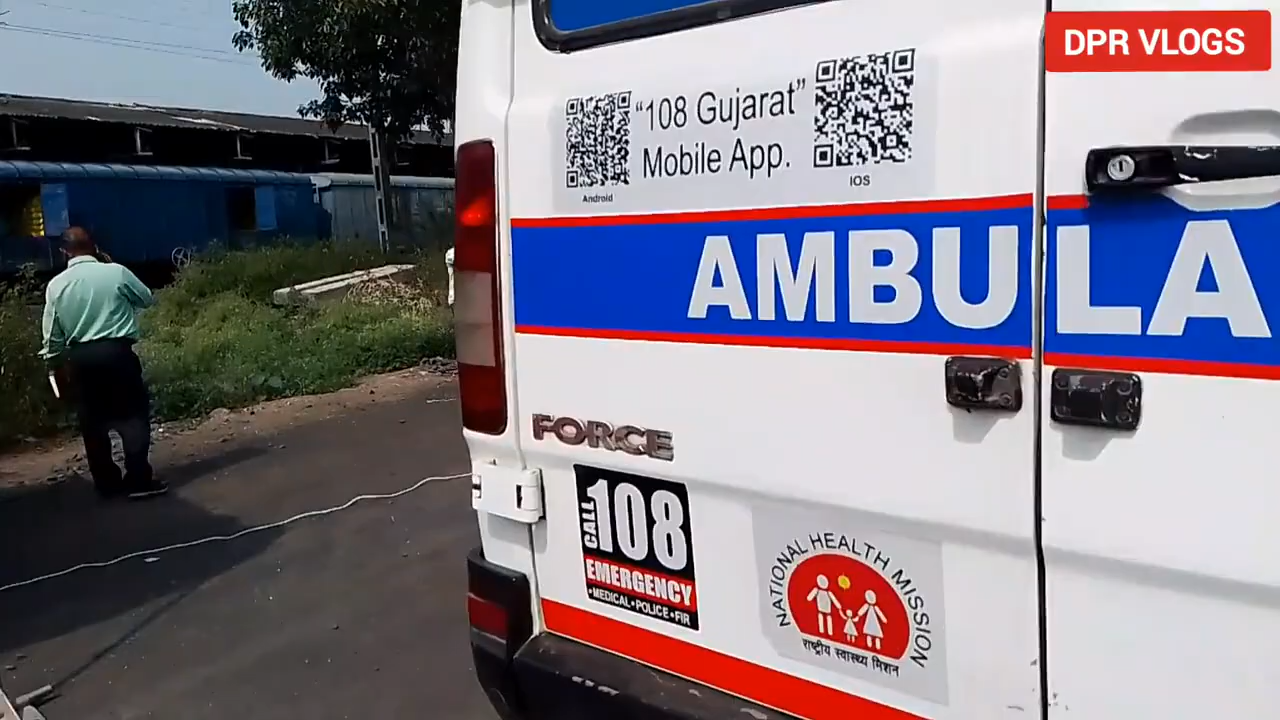 DPR VLOGS
"108 Gujarat"
Mobile App.
Android
IOS
AMBULA
FORCE
CALL
108
EMERGENCY
•MEDICAL•POLICE•FIR
NATIONAL HEALTH MISSION
राष्ट्रीय स्वास्थ्य मिशन